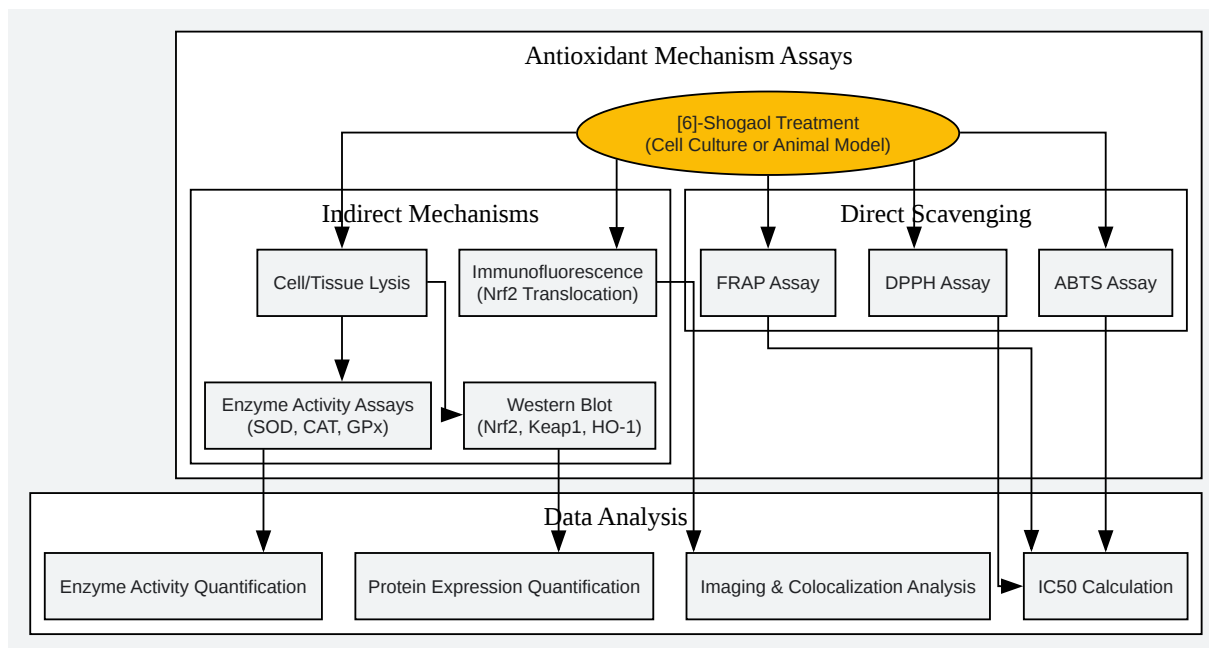 Antioxidant Mechanism Assays
[6]-Shogaol Treatment
(Cell Culture or Animal Model)
Indirect Mechanisms
Direct Scavenging
Cell/Tissue Lysis
Immunofluorescence
(Nrf2 Translocation)
FRAP Assay
DPPH Assay
ABTS Assay
Enzyme Activity Assays
(SOD, CAT, GPx)
Western Blot
(Nrf2, Keap1, HO-1)
Data Analysis
Enzyme Activity Quantification
Protein Expression Quantification
Imaging & Colocalization Analysis
IC50 Calculation